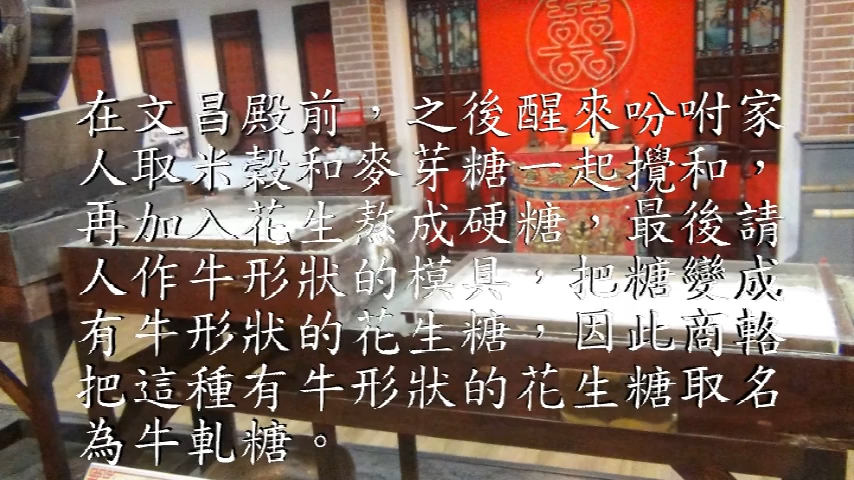 在文昌殿前，之後醒來吩咐家
人取米穀和麥芽糖一起攪和，
再加入花生熬成硬糖，最後請
人作牛形狀的模具，把糖變成
有牛形狀的花生糖，因此商輅
把這種有牛形狀的花生糖取名
為牛軋糖。